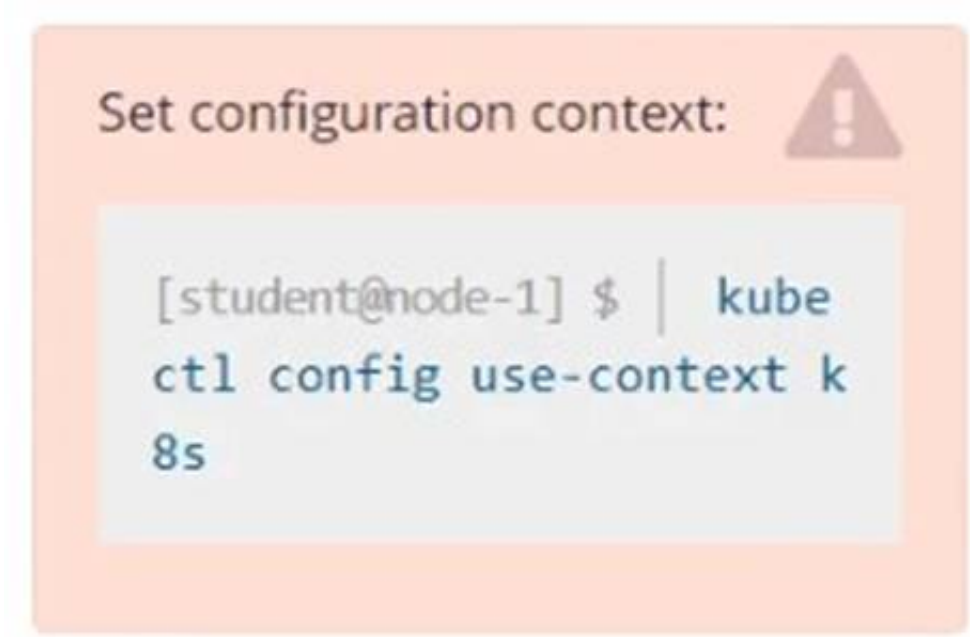 Set configuration context:
[student@node-1] $ | kube
ctl config use-context k
8s